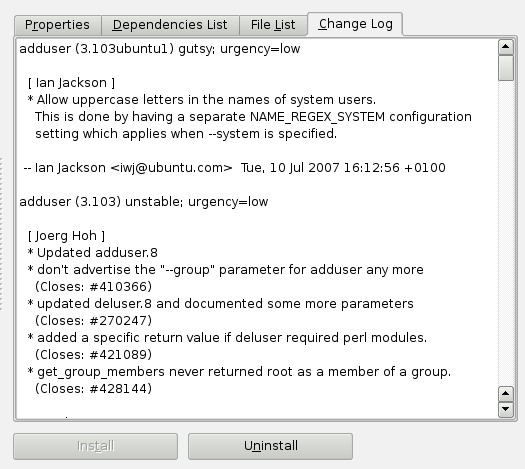 Properties
Dependencies List
File List
Change Log
adduser (3.103ubuntu1) gutsy; urgency=low
[ Ian Jackson ]
* Allow uppercase letters in the names of system users.
This is done by having a separate NAME_REGEX_SYSTEM configuration
setting which applies when --system is specified.
-- Ian Jackson <iwj@ubuntu.com>  Tue, 10 Jul 2007 16:12:56 +0100
adduser (3.103) unstable; urgency=low
[ Joerg Hoh ]
* Updated adduser.8
* don't advertise the "--group" parameter for adduser any more
(Closes: #410366)
* updated deluser.8 and documented some more parameters
(Closes: #270247)
* added a specific return value if deluser required perl modules.
(Closes: #421089)
* get_group_members never returned root as a member of a group.
(Closes: #428144)
Install
Uninstall